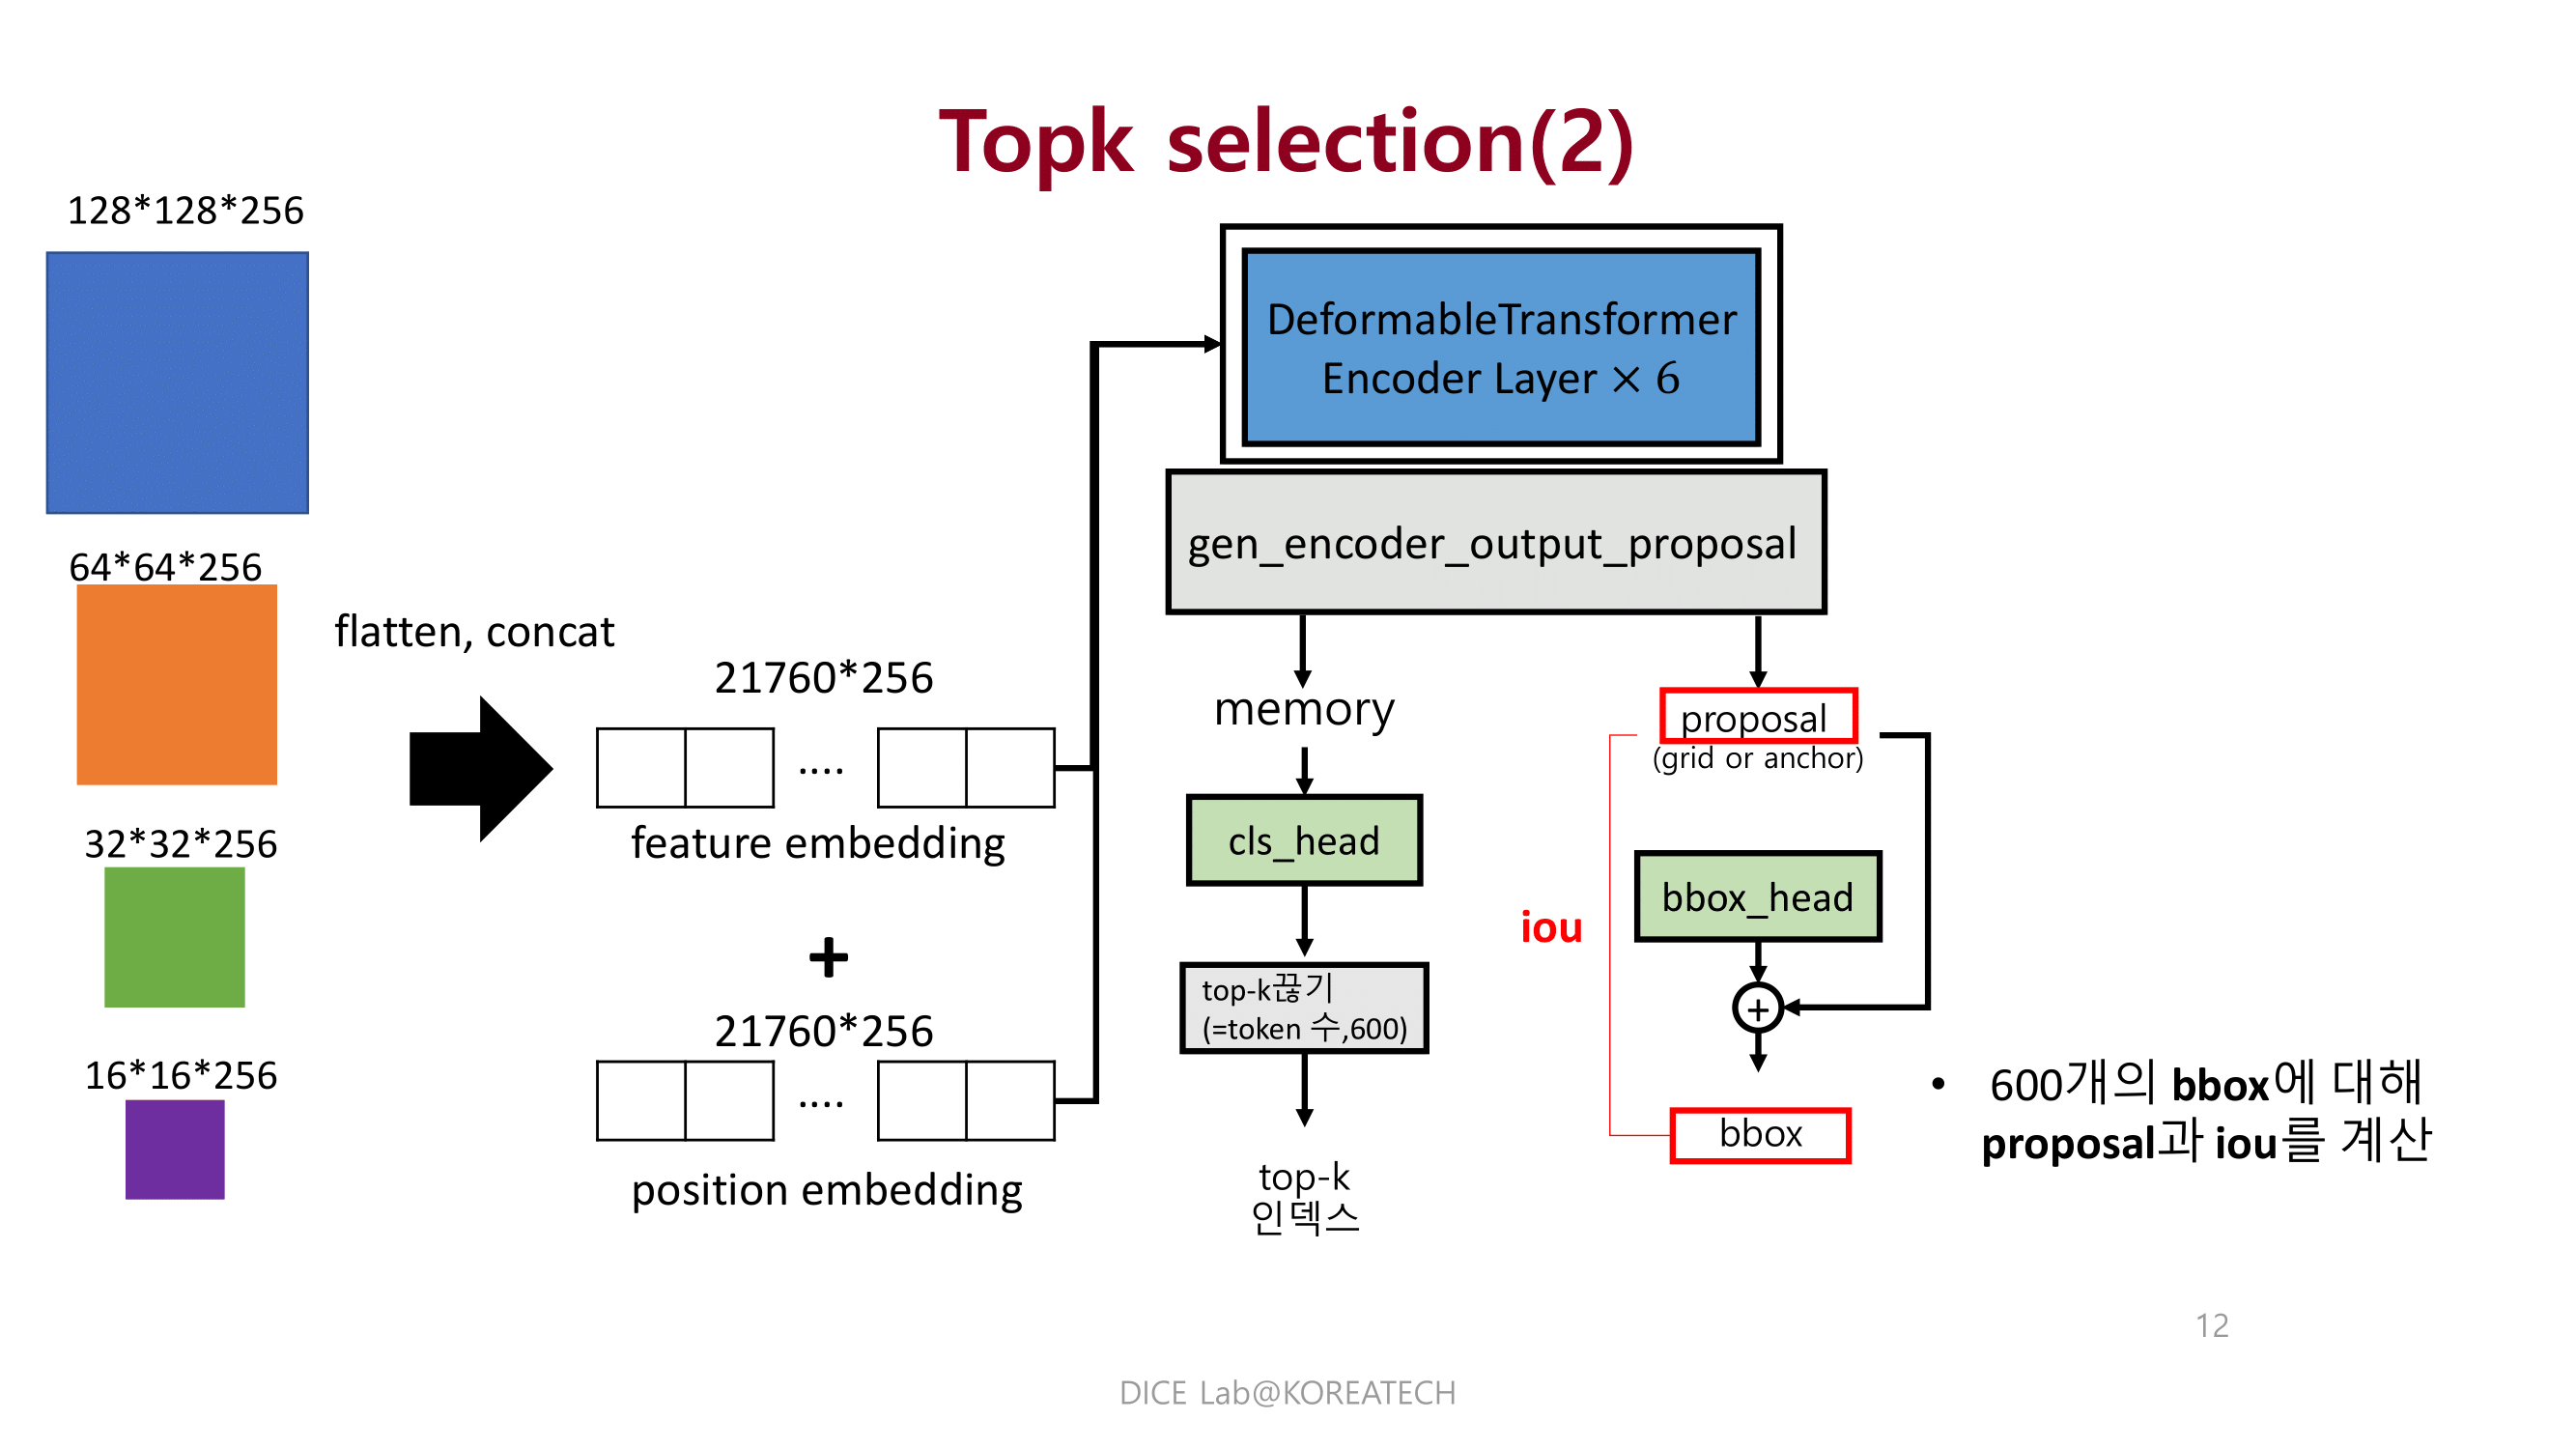 Topk selection(2)
128*128*256
64*64*256
32*32*256
16*16*256
flatten, concat
21760*256
....
feature embedding
+
21760*256
....
position embedding
DeformableTransformer
Encoder Layer × 6
gen_encoder_output_proposal
memory
cls_head
top-k끊기
(=token 수,600)
top-k
인덱스
proposal
(grid or anchor)
iou
bbox_head
+
bbox
• 600개의 bbox에 대해
proposal과 iou를 계산
12
DICE Lab@KOREATECH